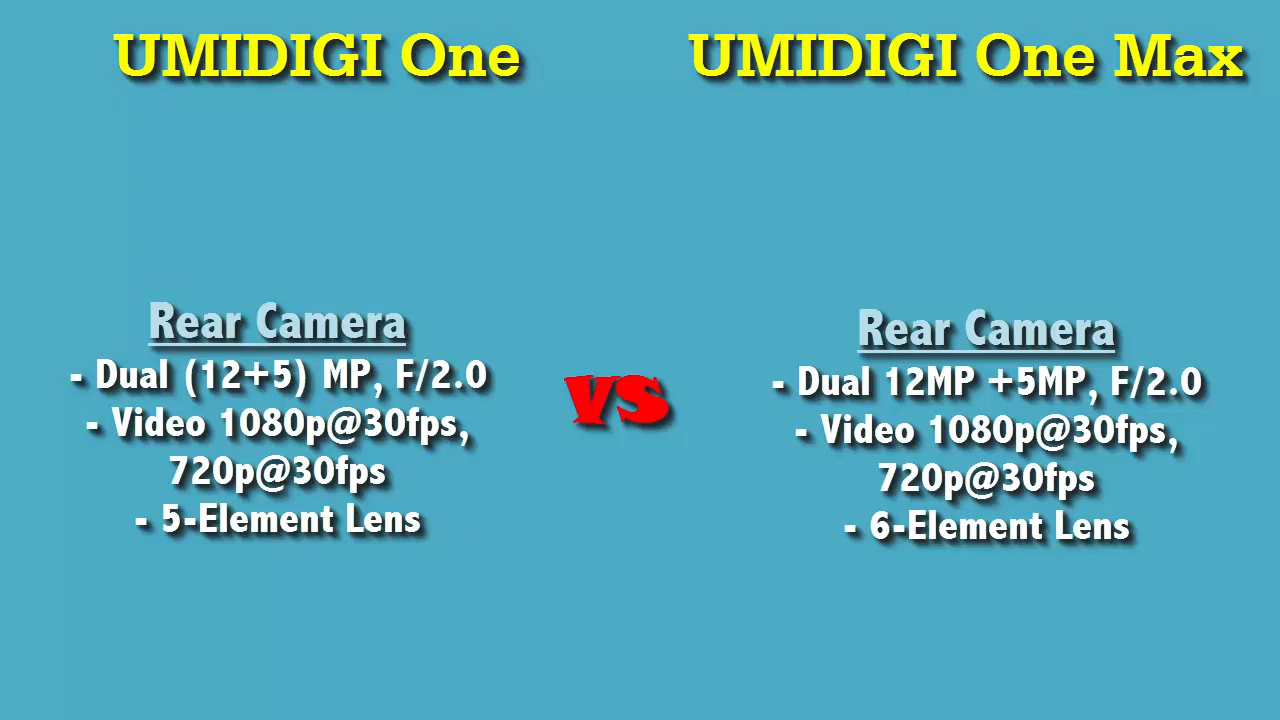 UMIDIGI One
UMIDIGI One Max
Rear Camera
- Dual (12+5) MP, F/2.0
- Video 1080p@30fps,
720p@30fps
- 5-Element Lens
vs
Rear Camera
- Dual 12MP +5MP, F/2.0
- Video 1080p@30fps,
720p@30fps
- 6-Element Lens